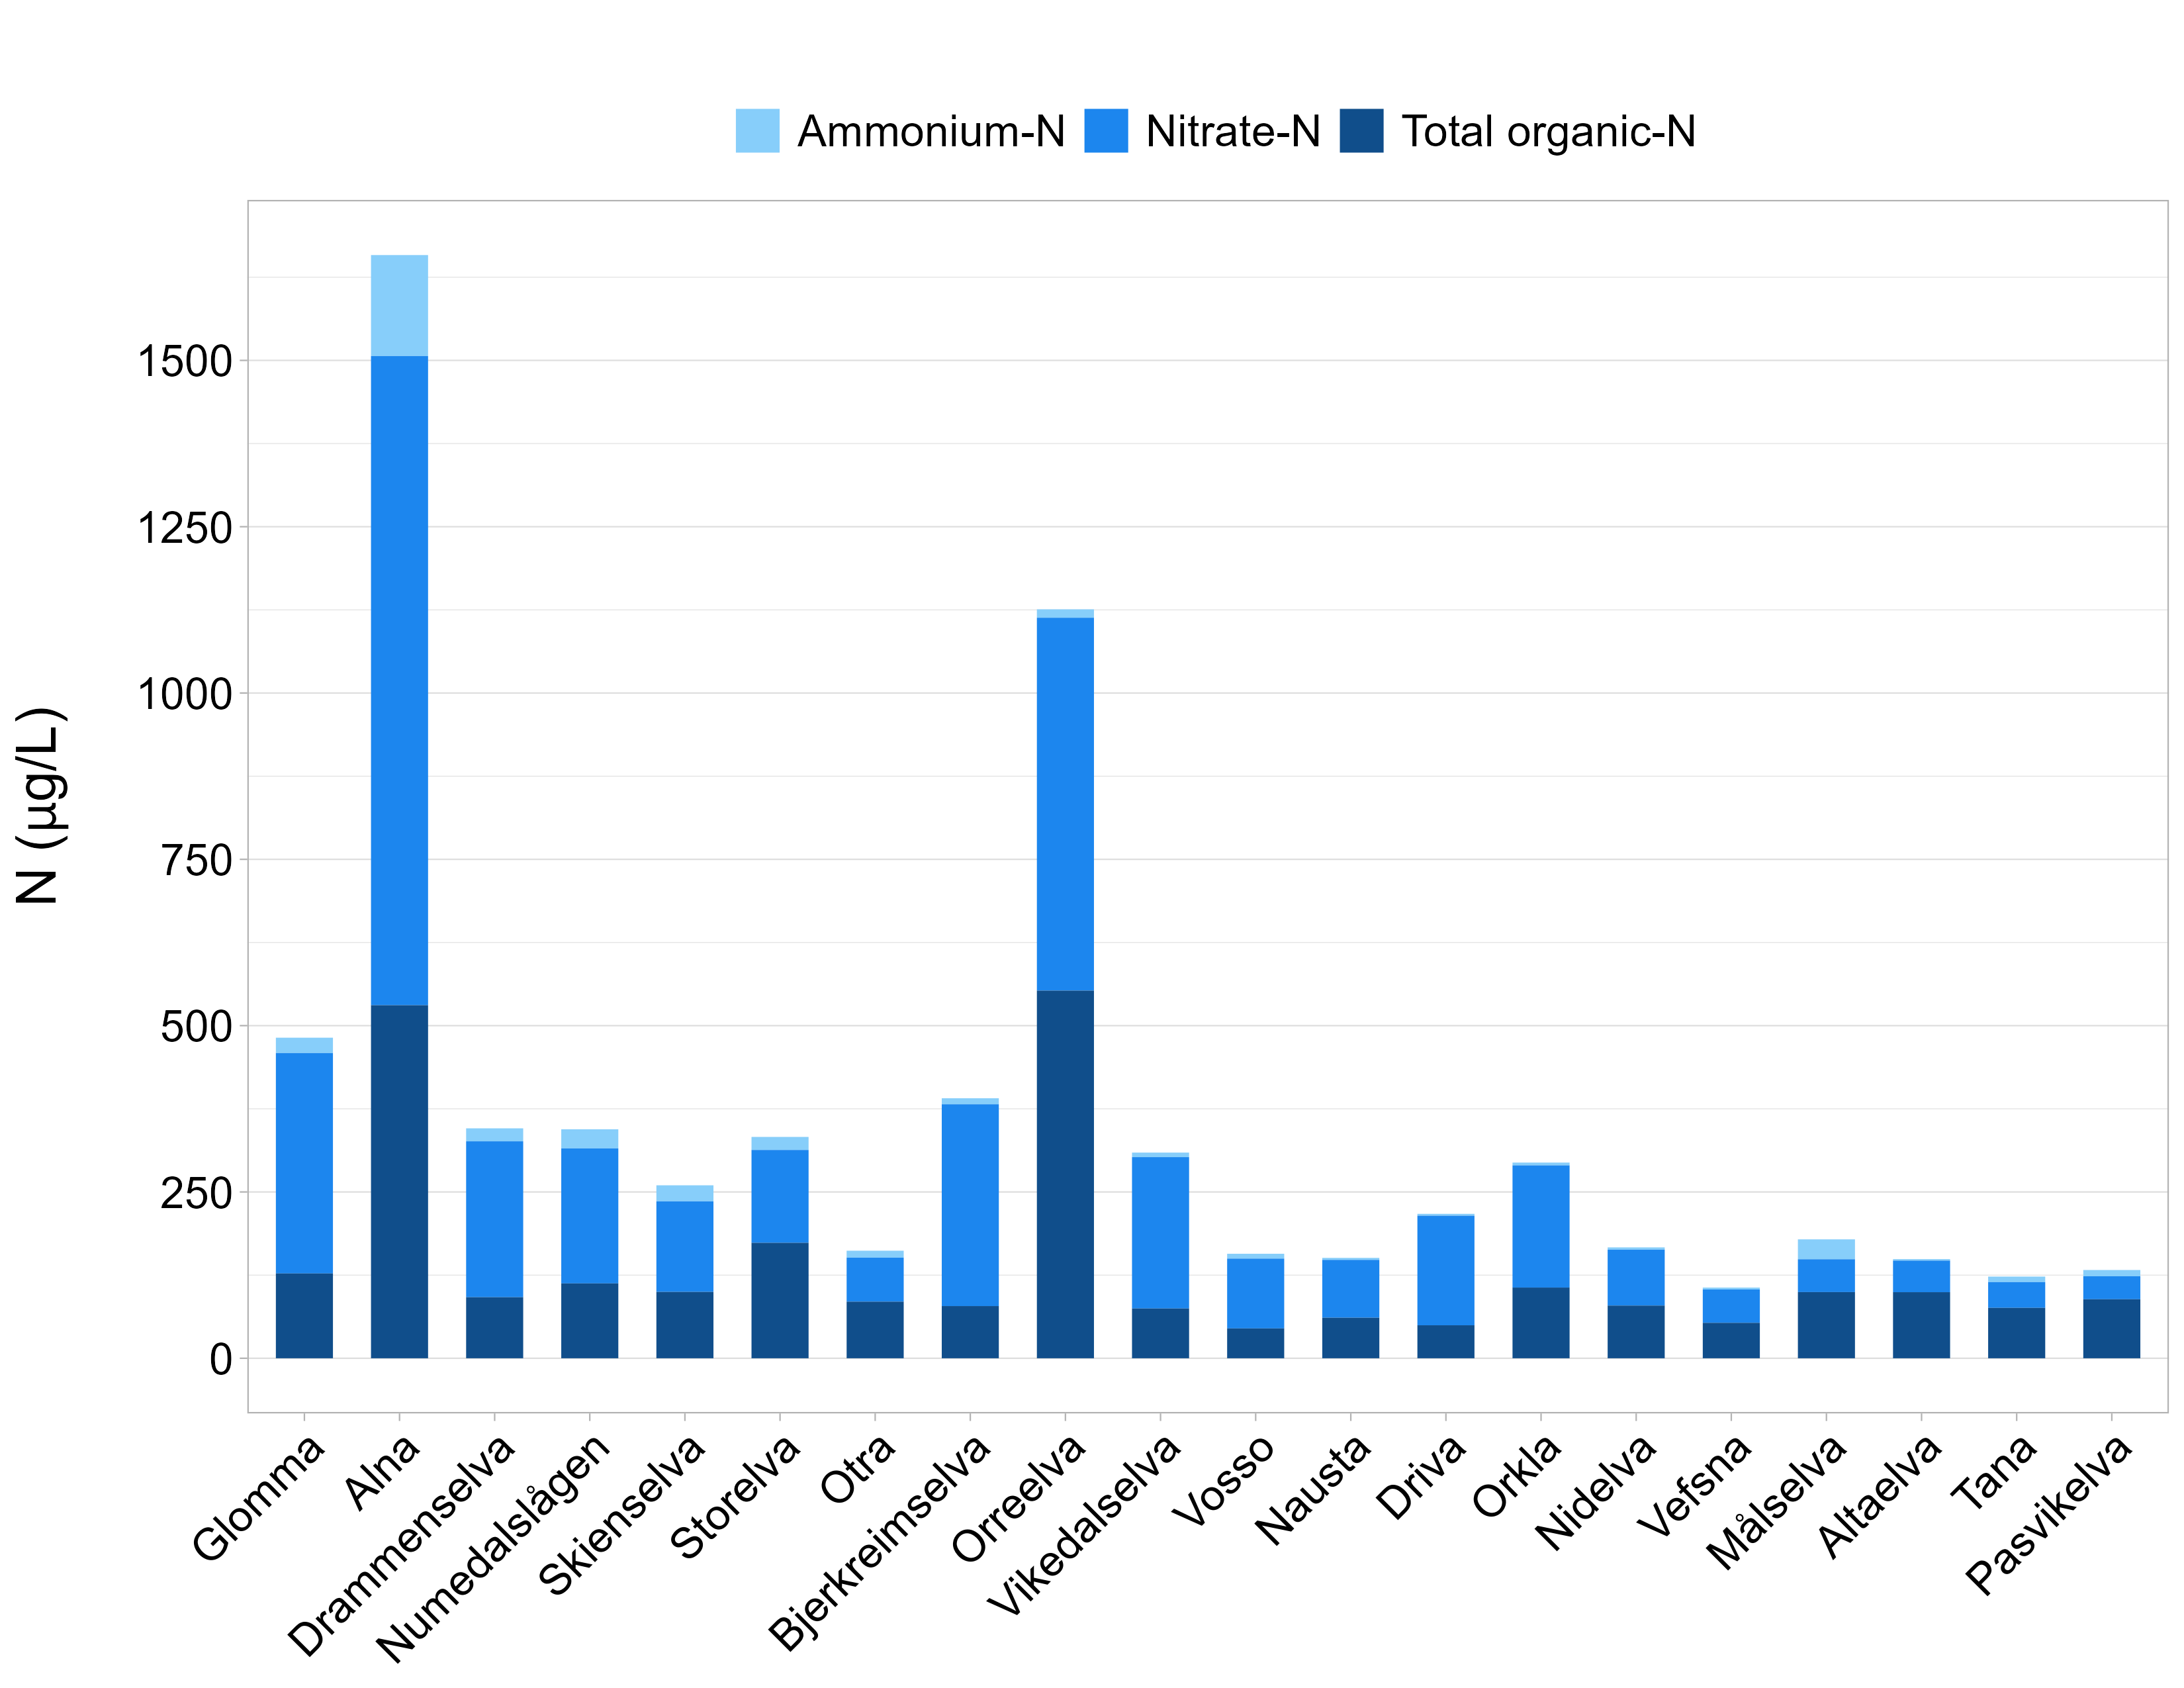 Ammonium-N Nitrate-N Total organic-N
N (µg/L)
1500
1250
1000
750
500
250
0
Glomma
Alna
Drammenselva
Numedalslågen
Skienselva
Storelva
Otra
Bjerkreimselva
Orreelva
Vikedalselva
Vosso
Nausta
Driva
Orkla
Nidelva
Vefsna
Målselva
Altaelva
Tana
Pasvikelva